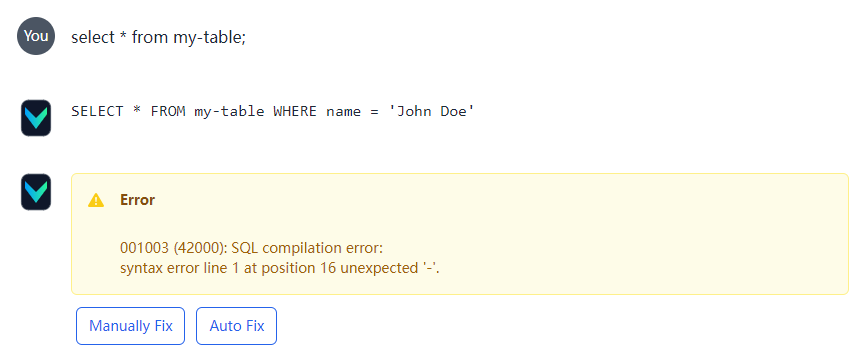 You
select * from my-table;
SELECT * FROM my-table WHERE name = 'John Doe'
Error
001003 (42000): SQL compilation error:
syntax error line 1 at position 16 unexpected '-'.
Manually Fix Auto Fix